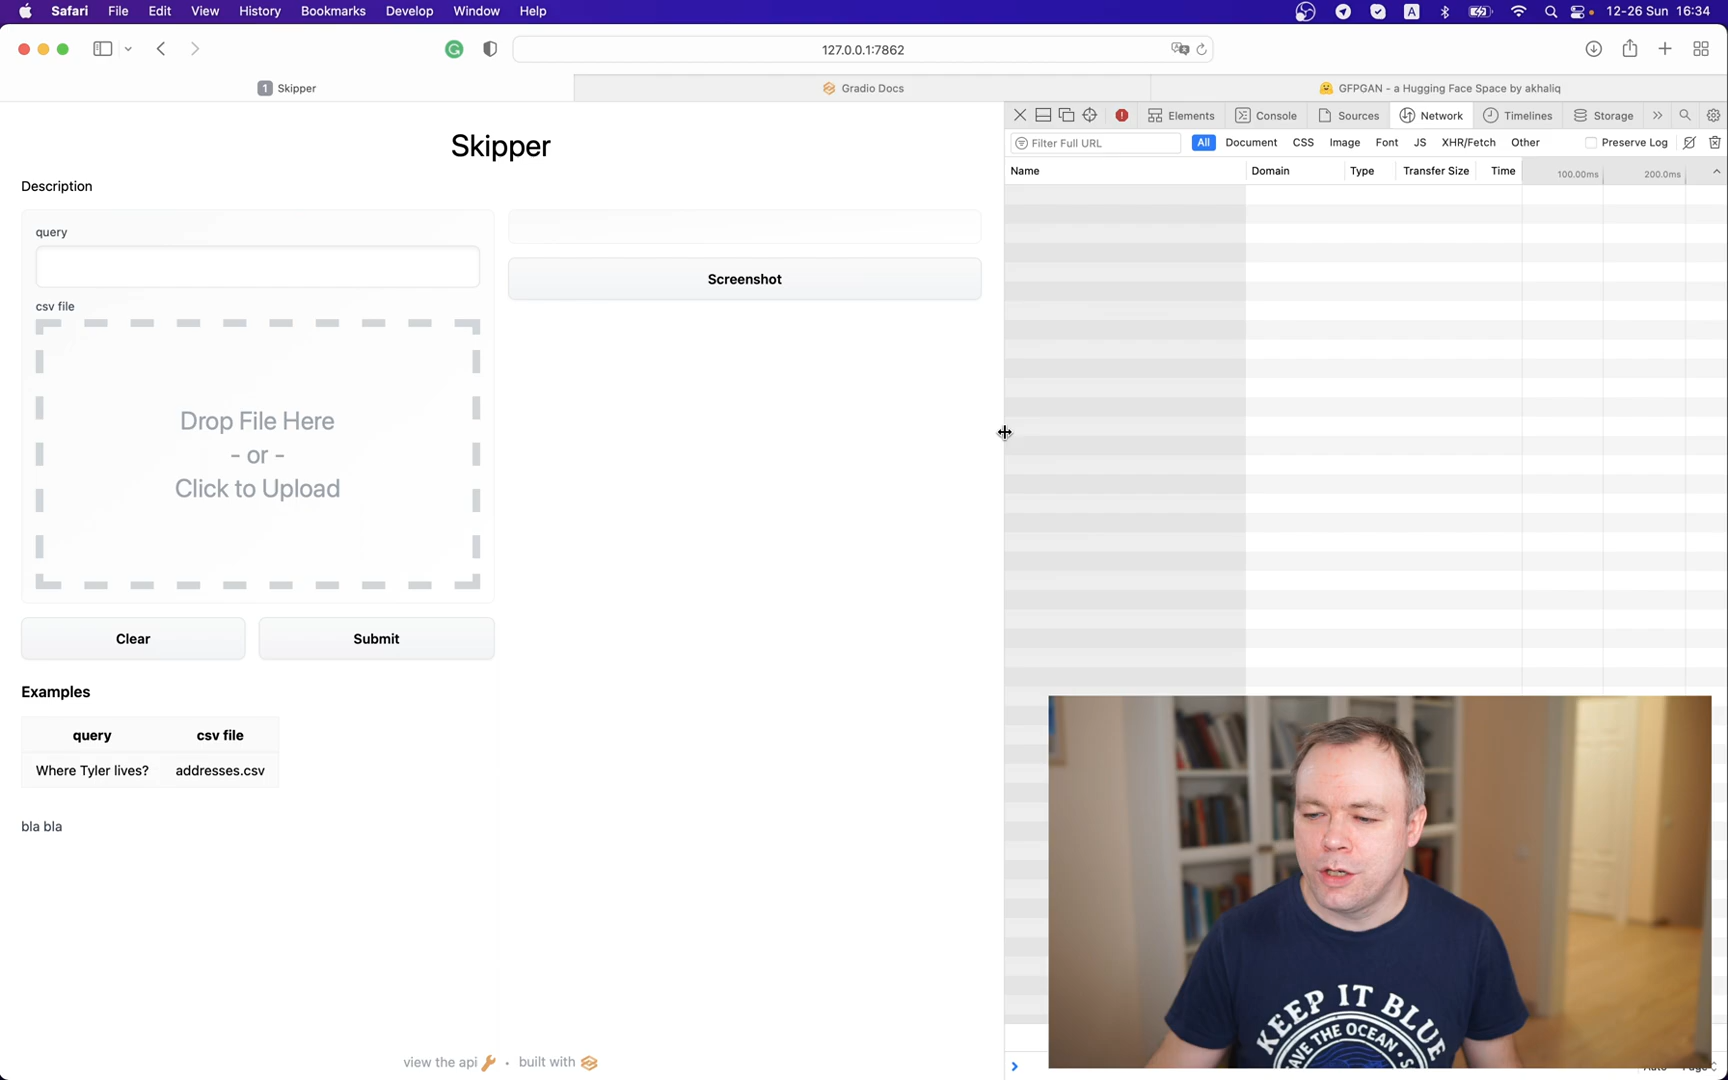 Safari File Edit View History Bookmarks Develop Window Help A 12-26 Sun 16:34
127.0.0.1:7862
1 Skipper Gradio Docs GFPGAN - a Hugging Face Space by akhaliq
Elements Console Sources Network Timelines Storage
Filter Full URL All Document CSS Image Font JS XHR/Fetch Other Preserve Log
Name Domain Type Transfer Size Time 100.00ms 200.0ms
Skipper
Description
query
Screenshot
csv file
Drop File Here
- or -
Click to Upload
Clear Submit
Examples
query csv file
Where Tyler lives? addresses.csv
bla bla
view the api · built with
KEEP IT BLUE
THE OCEAN